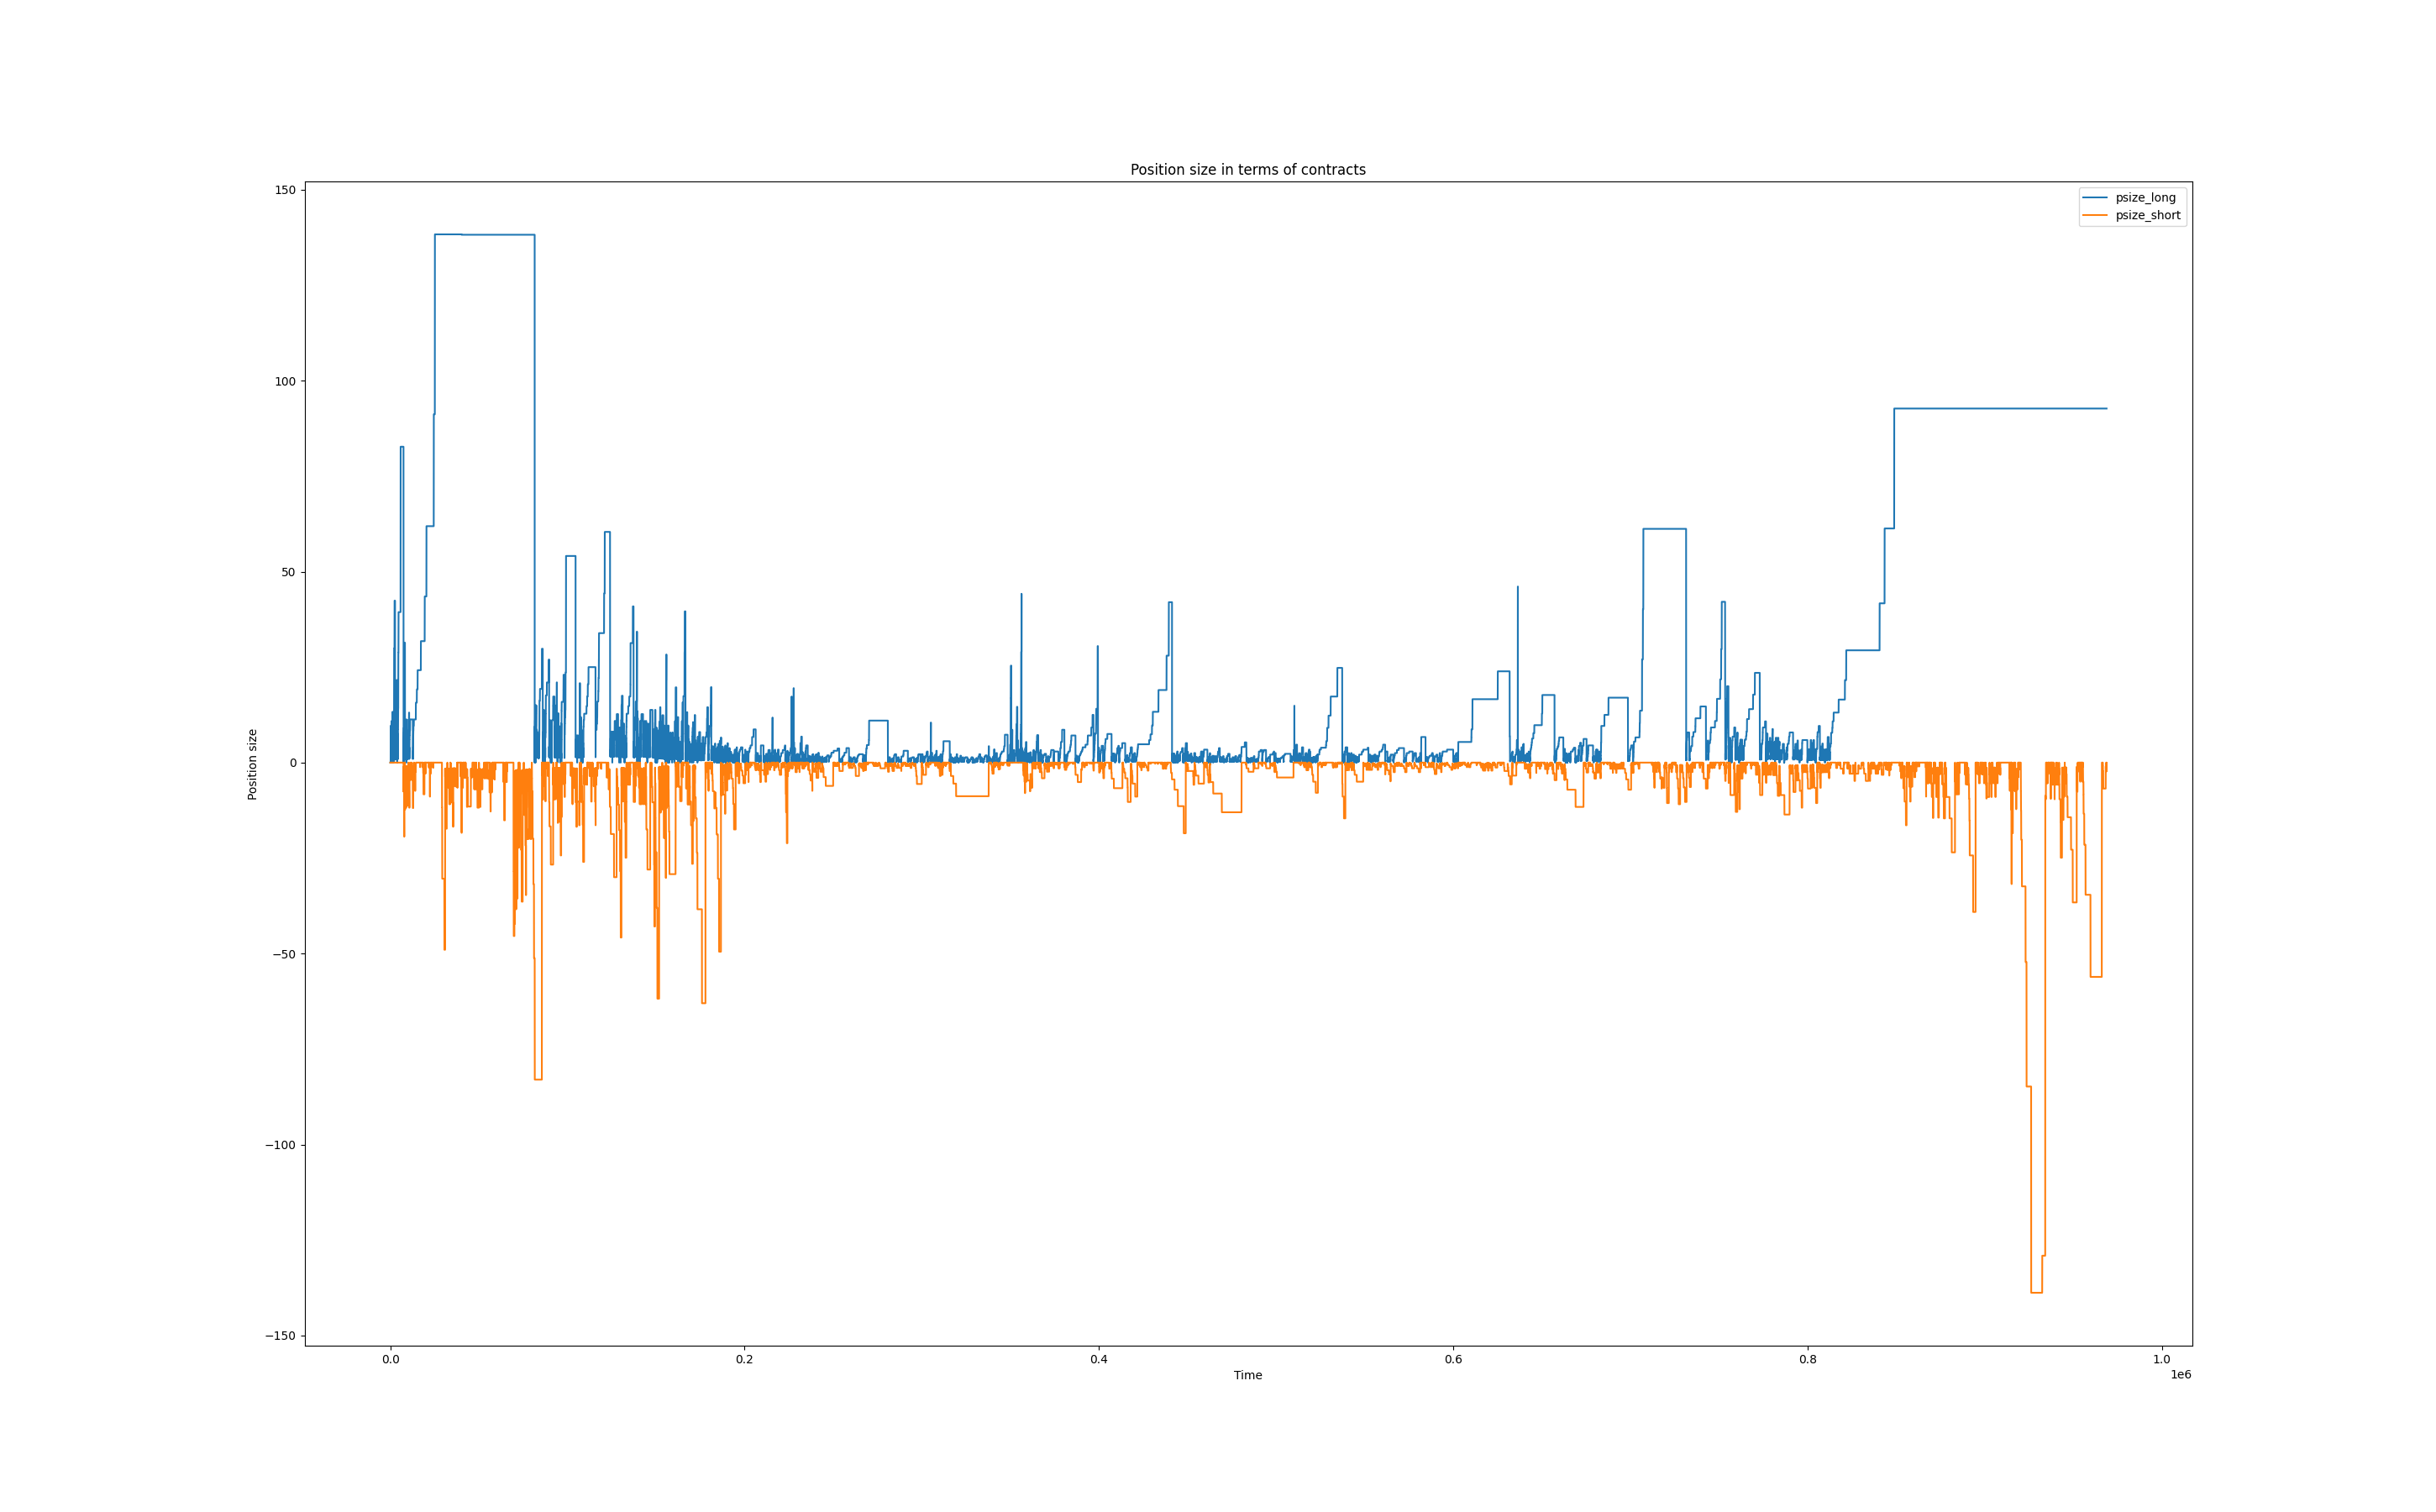 Position size in terms of contracts
psize_long
psize_short
150
100
50
0
−50
−100
−150
Position size
0.0
0.2
0.4
0.6
0.8
1.0
1e6
Time